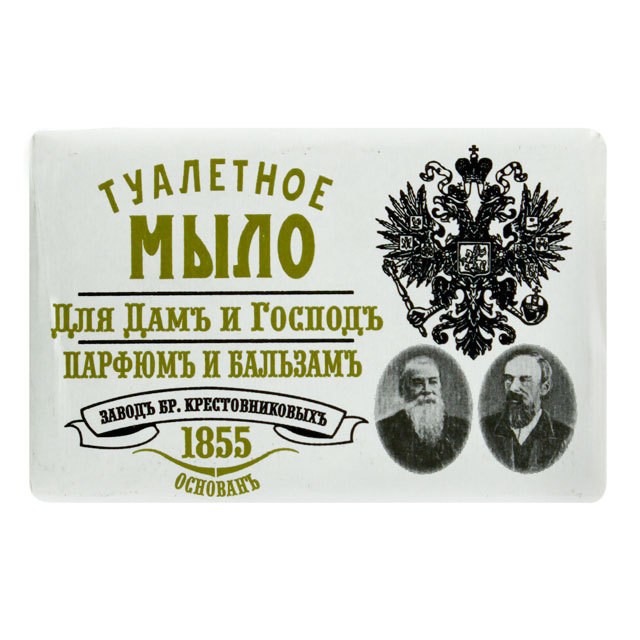 ТУАЛЕТНОЕ
МЫЛО
Для Дамъ и Господъ
ПАРФЮМЪ И БАЛЬЗАМЪ
ЗАВОДЪ БР. КРЕСТОВНИКОВЫХЪ
1855
ОСНОВАНЪ